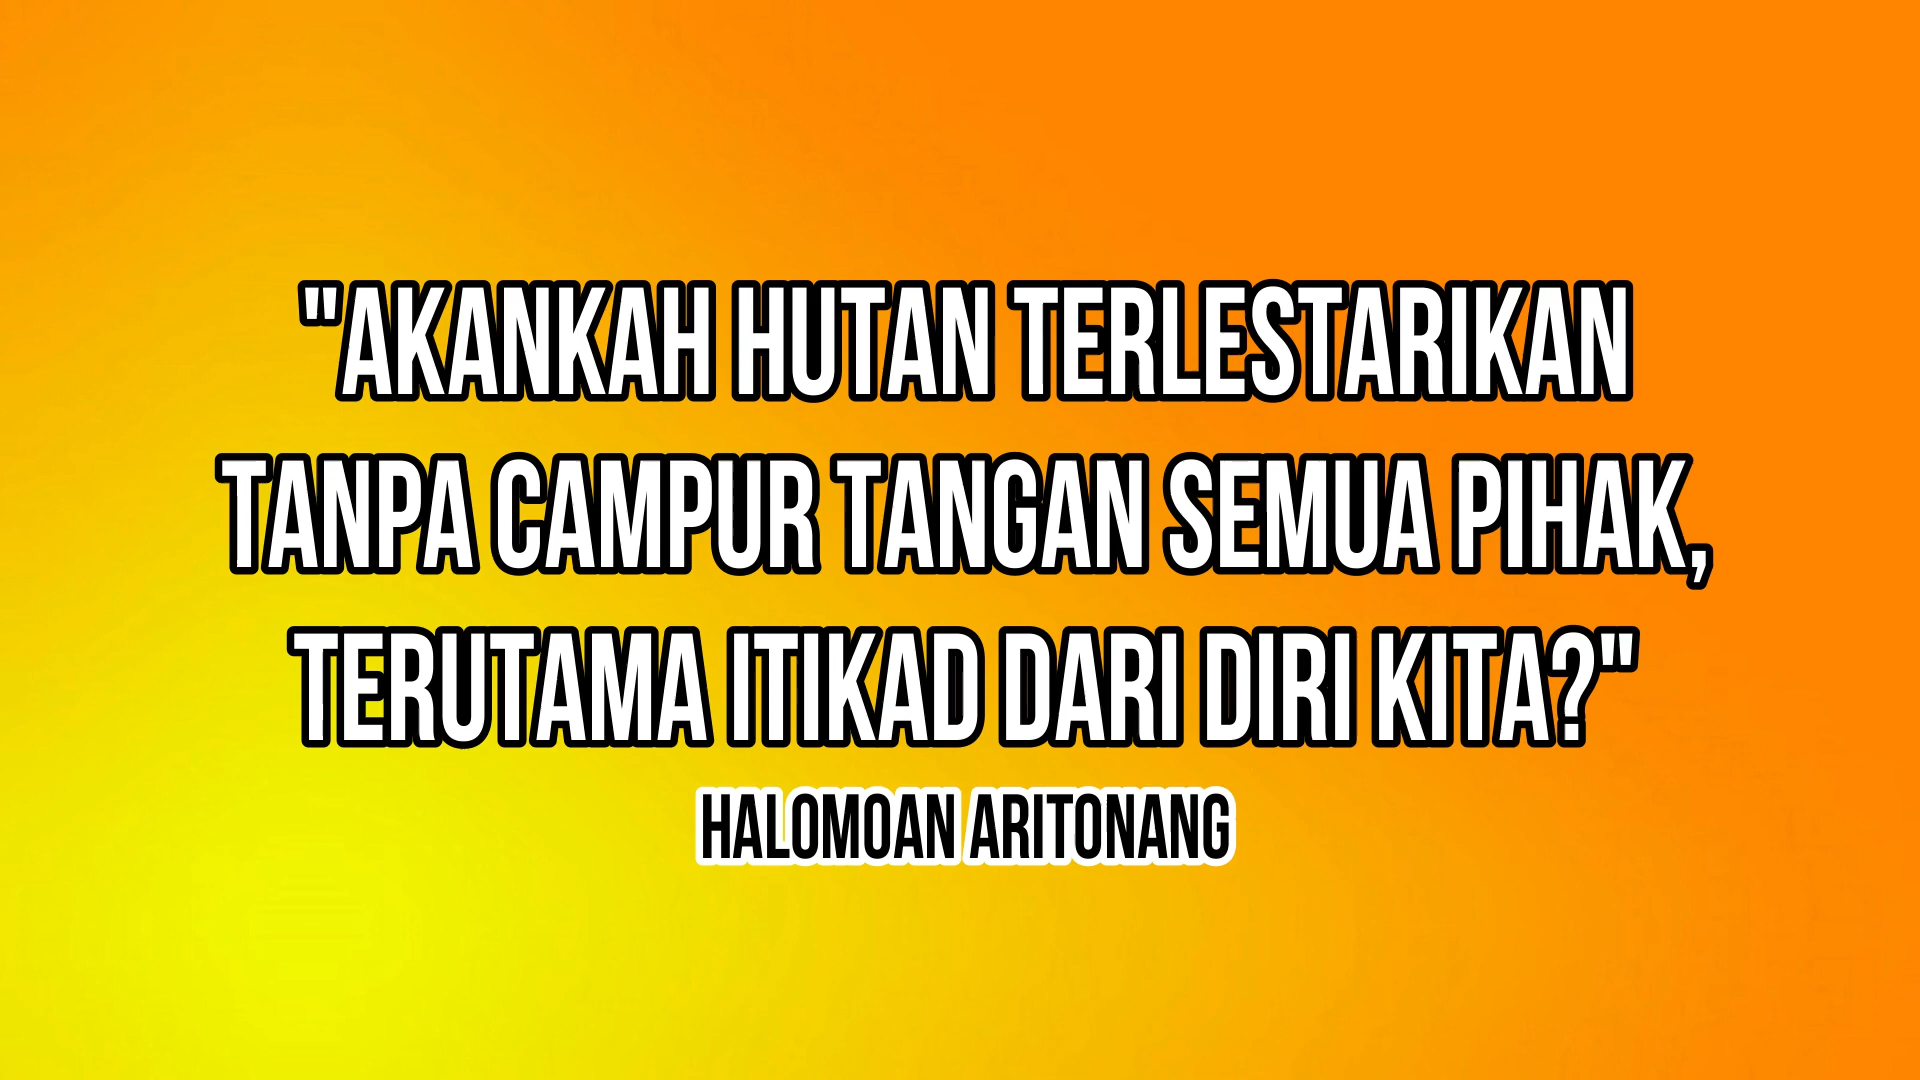 "AKANKAH HUTAN TERLESTARIKAN
TANPA CAMPUR TANGAN SEMUA PIHAK,
TERUTAMA ITIKAD DARI DIRI KITA?"
HALOMOAN ARITONANG